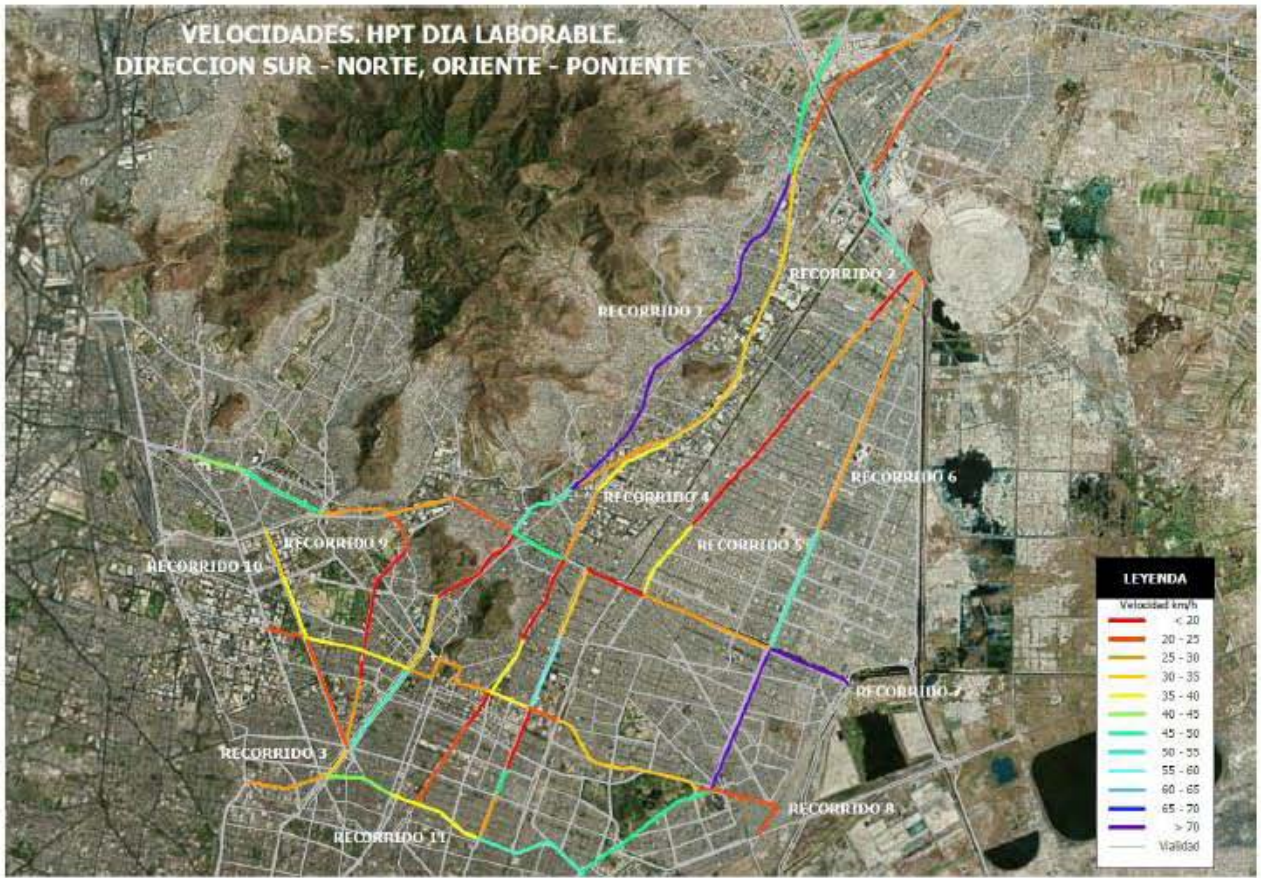 VELOCIDADES. HPT DIA LABORABLE.
DIRECCION SUR - NORTE, ORIENTE - PONIENTE
RECORRIDO 2
RECORRIDO 1
RECORRIDO 6
RECORRIDO 4
RECORRIDO 9
RECORRIDO 5
RECORRIDO 10
RECORRIDO 7
RECORRIDO 3
RECORRIDO 8
RECORRIDO 11
LEYENDA
Velocidad km/h
< 20
20 - 25
25 - 30
30 - 35
35 - 40
40 - 45
45 - 50
50 - 55
55 - 60
60 - 65
65 - 70
> 70
Vialidad